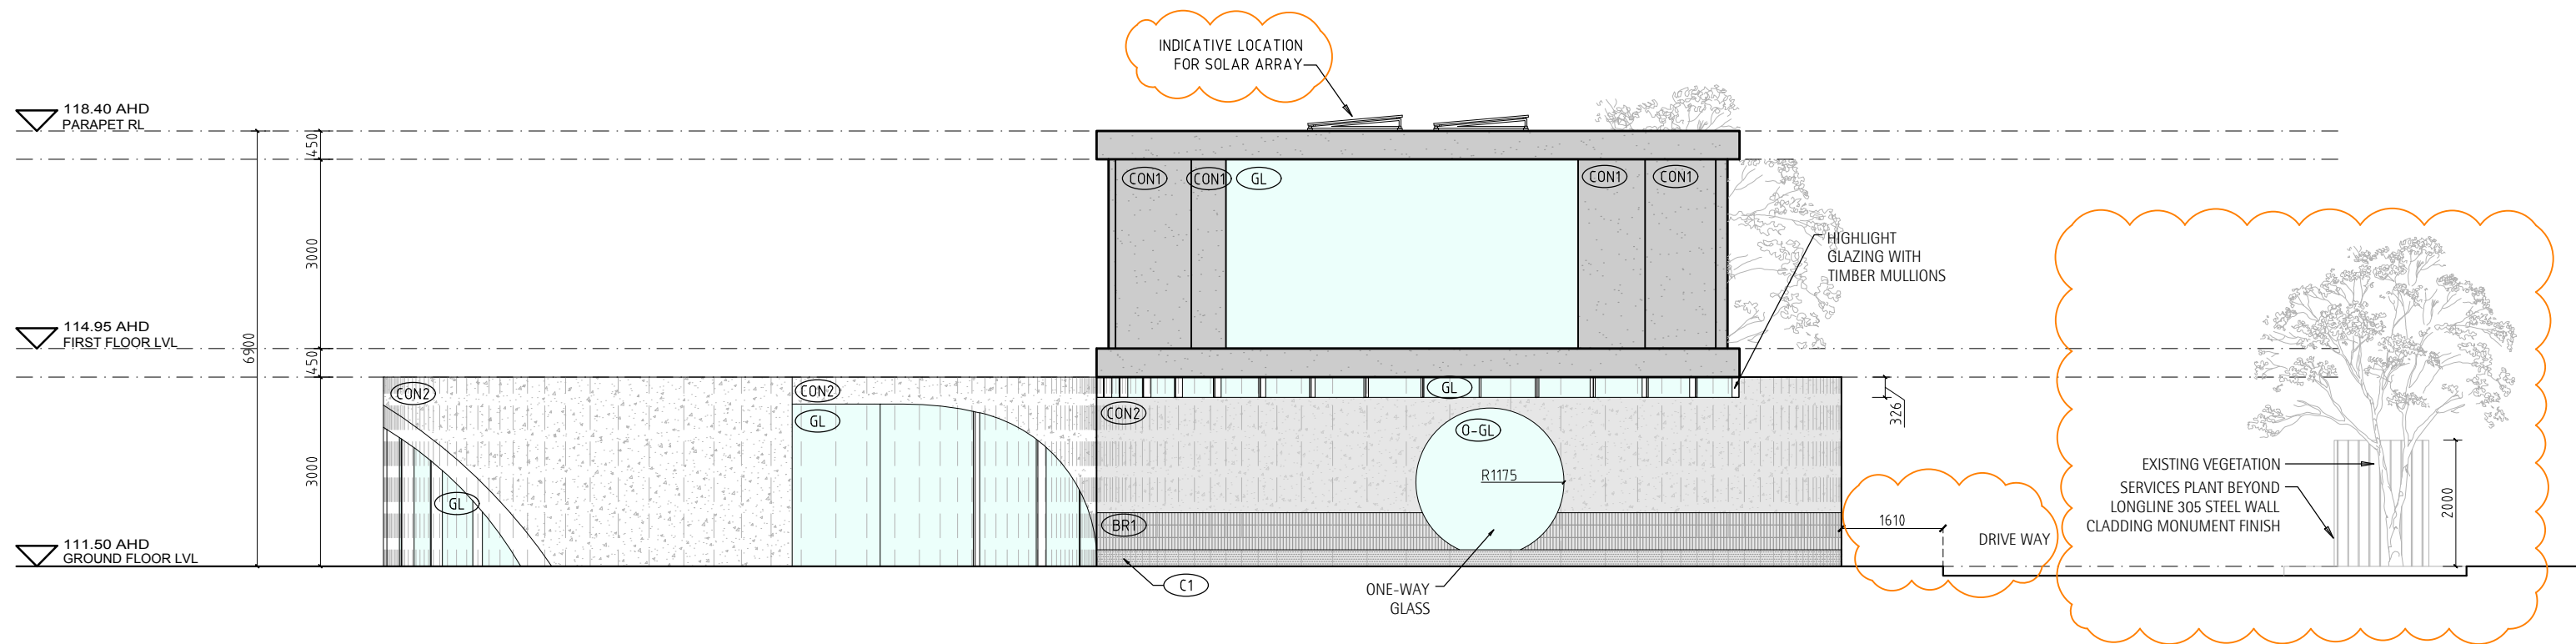 INDICATIVE LOCATION
FOR SOLAR ARRAY
118.40 AHD
PARAPET RL
450
CON1
CON1
GL
CON1
CON1
3000
HIGHLIGHT
GLAZING WITH
TIMBER MULLIONS
114.95 AHD
FIRST FLOOR LVL
6900
450
CON2
CON2
GL
GL
CON2
326
O-GL
R1175
3000
GL
BR1
EXISTING VEGETATION
SERVICES PLANT BEYOND
LONGLINE 305 STEEL WALL
CLADDING MONUMENT FINISH
2000
1610
DRIVE WAY
111.50 AHD
GROUND FLOOR LVL
C1
ONE-WAY
GLASS